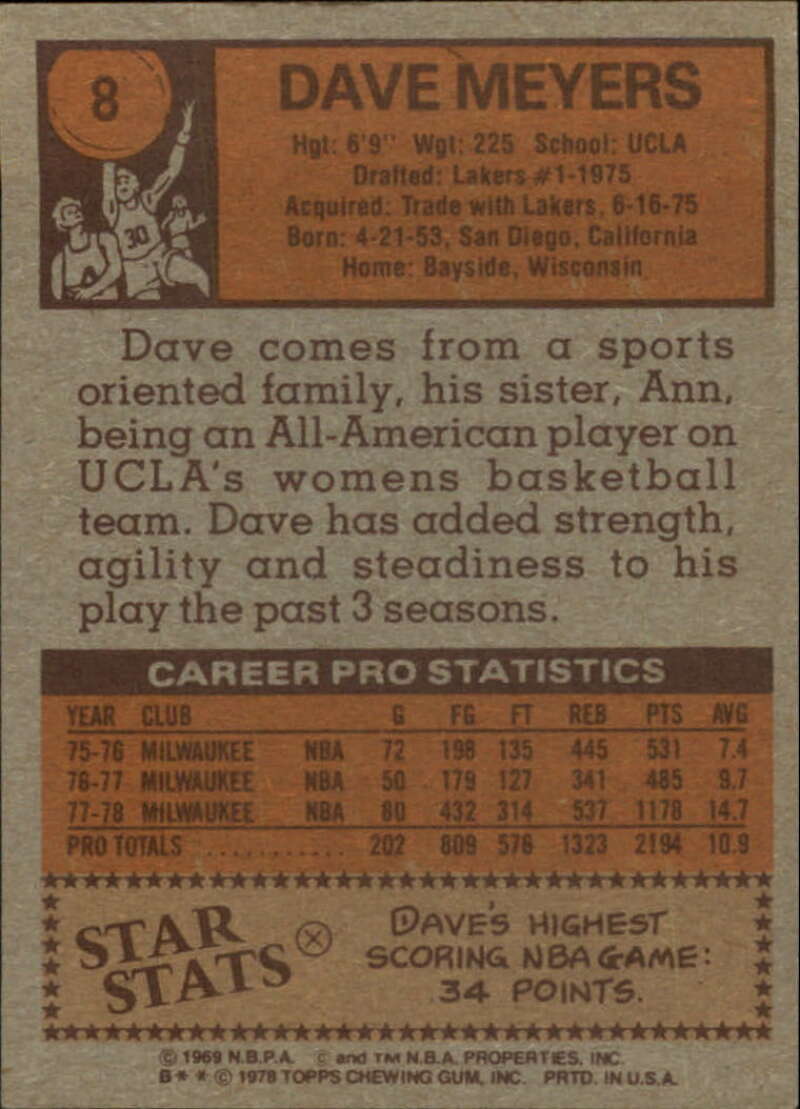 8
DAVE MEYERS
Hgt: 6'9" Wgt: 225 School: UCLA
Drafted: Lakers #1-1975
Acquired: Trade with Lakers, 6-16-75
Born: 4-21-53, San Diego, California
Home: Bayside, Wisconsin
30
Dave comes from a sports
oriented family, his sister, Ann,
being an All-American player on
UCLA's womens basketball
team. Dave has added strength,
agility and steadiness to his
play the past 3 seasons.
CAREER PRO STATISTICS
YEAR CLUB G FG FT REB PTS AVG
75-76 MILWAUKEE NBA 72 198 135 445 531 7.4
76-77 MILWAUKEE NBA 50 179 127 341 485 9.7
77-78 MILWAUKEE NBA 80 432 314 537 1178 14.7
PRO TOTALS ............ 202 809 576 1323 2194 10.9
STAR
STATS
DAVE'S HIGHEST
SCORING NBA GAME:
34 POINTS.
© 1969 N.B.P.A. © and TM N.B.A. PROPERTIES, INC.
B* * © 1978 TOPPS CHEWING GUM, INC. PRTD. IN U.S.A.